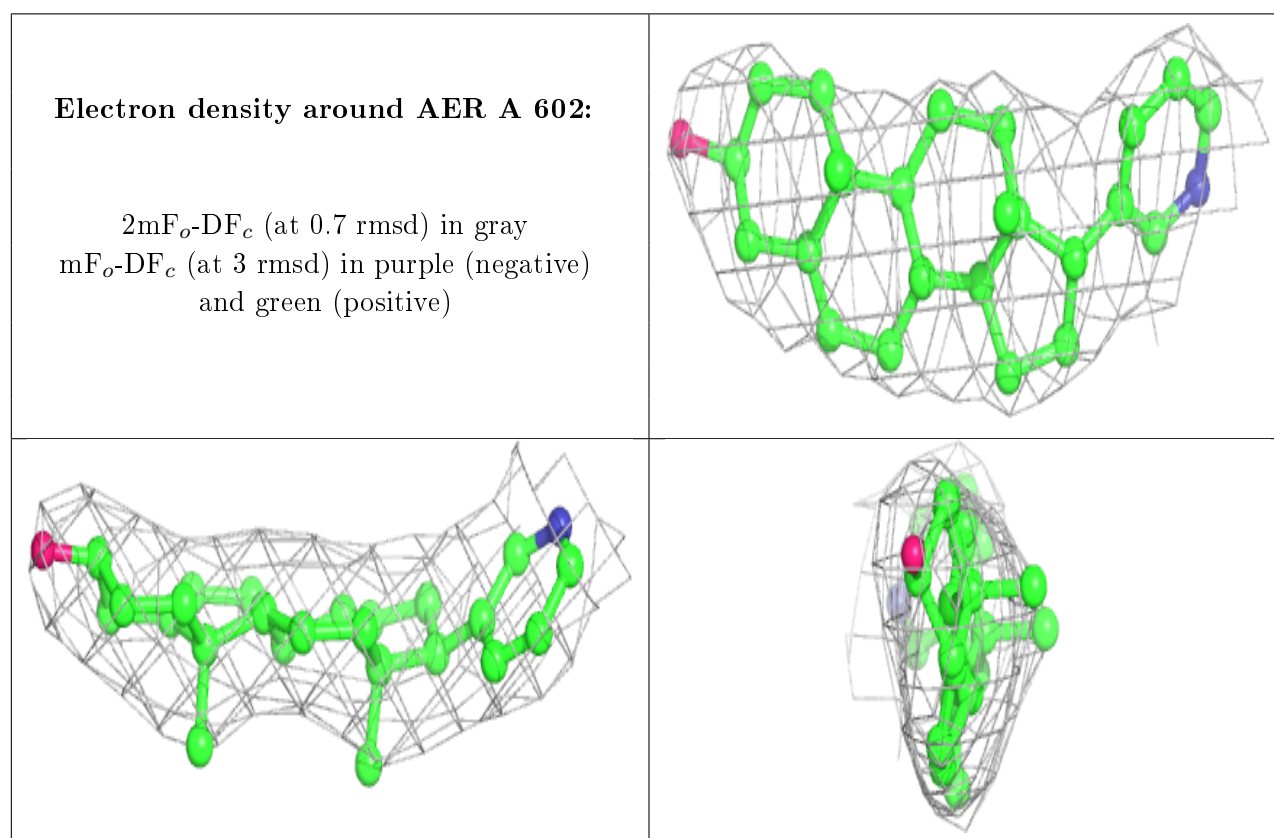 Electron density around AER A 602:
2mFₒ-DF𝒸 (at 0.7 rmsd) in gray
mFₒ-DF𝒸 (at 3 rmsd) in purple (negative)
and green (positive)